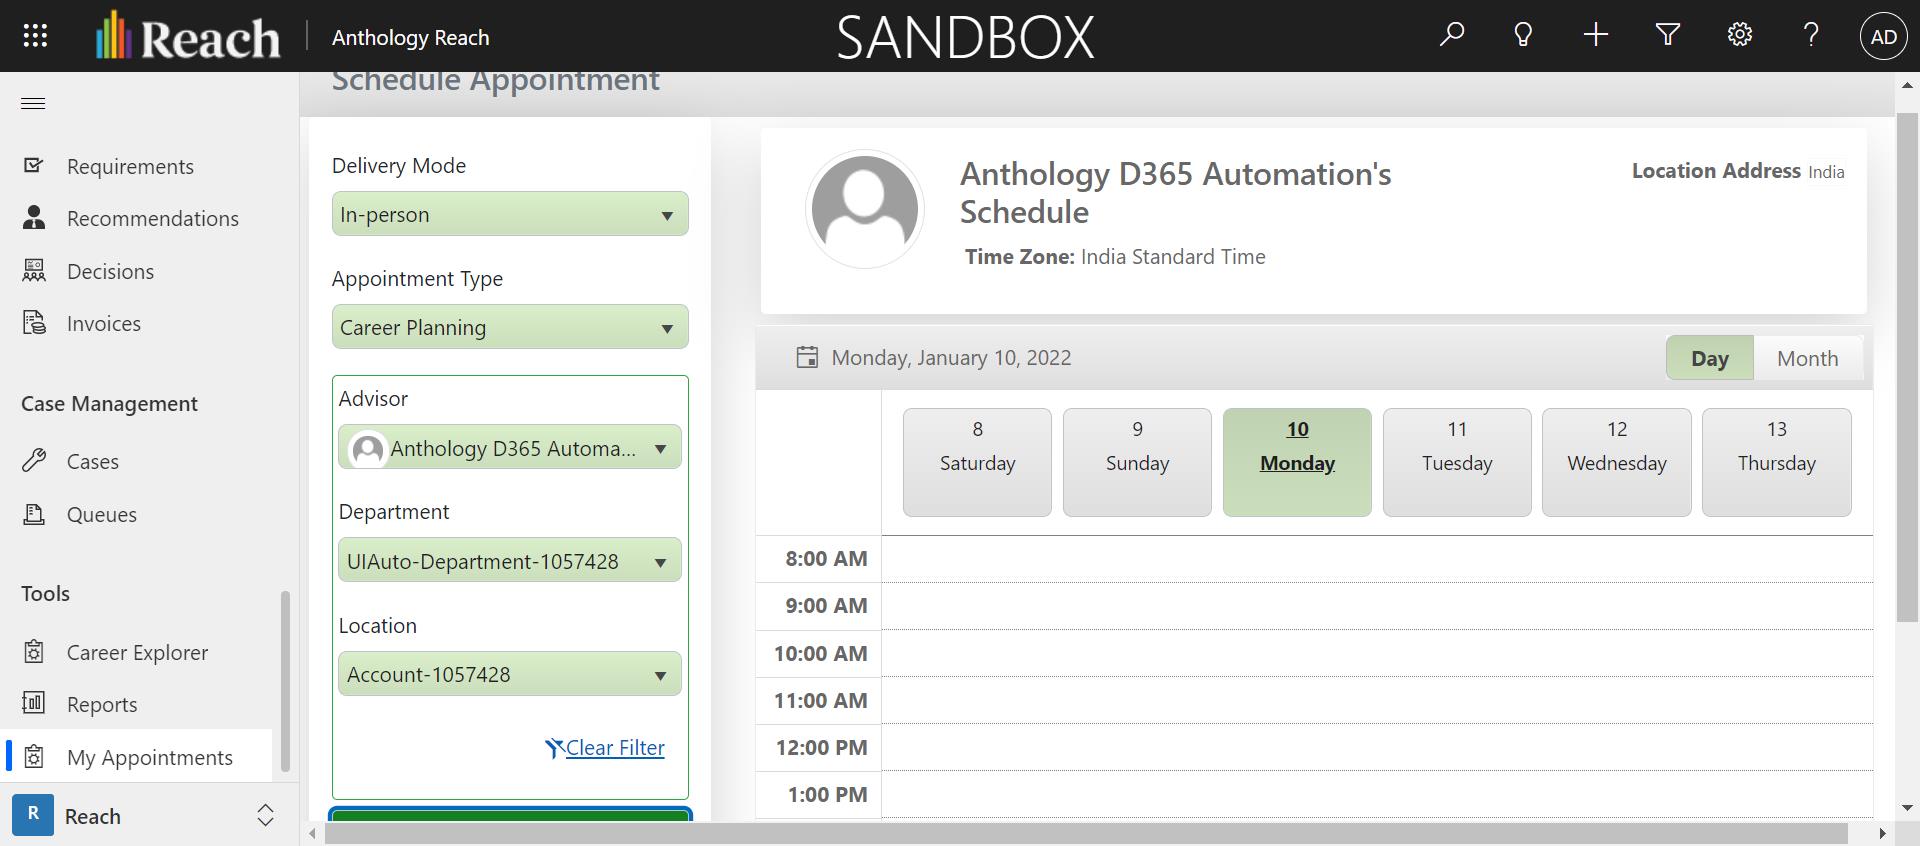 Reach
Anthology Reach
SANDBOX
?
AD
Requirements
Recommendations
Decisions
Invoices
Case Management
Cases
Queues
Tools
Career Explorer
Reports
My Appointments
R
Reach
Schedule Appointment
Delivery Mode
In-person
Appointment Type
Career Planning
Advisor
Anthology D365 Automa...
Department
UIAuto-Department-1057428
Location
Account-1057428
Clear Filter
Anthology D365 Automation's
Schedule
Time Zone: India Standard Time
Location Address India
Monday, January 10, 2022
Day
Month
8
Saturday
9
Sunday
10
Monday
11
Tuesday
12
Wednesday
13
Thursday
8:00 AM
9:00 AM
10:00 AM
11:00 AM
12:00 PM
1:00 PM